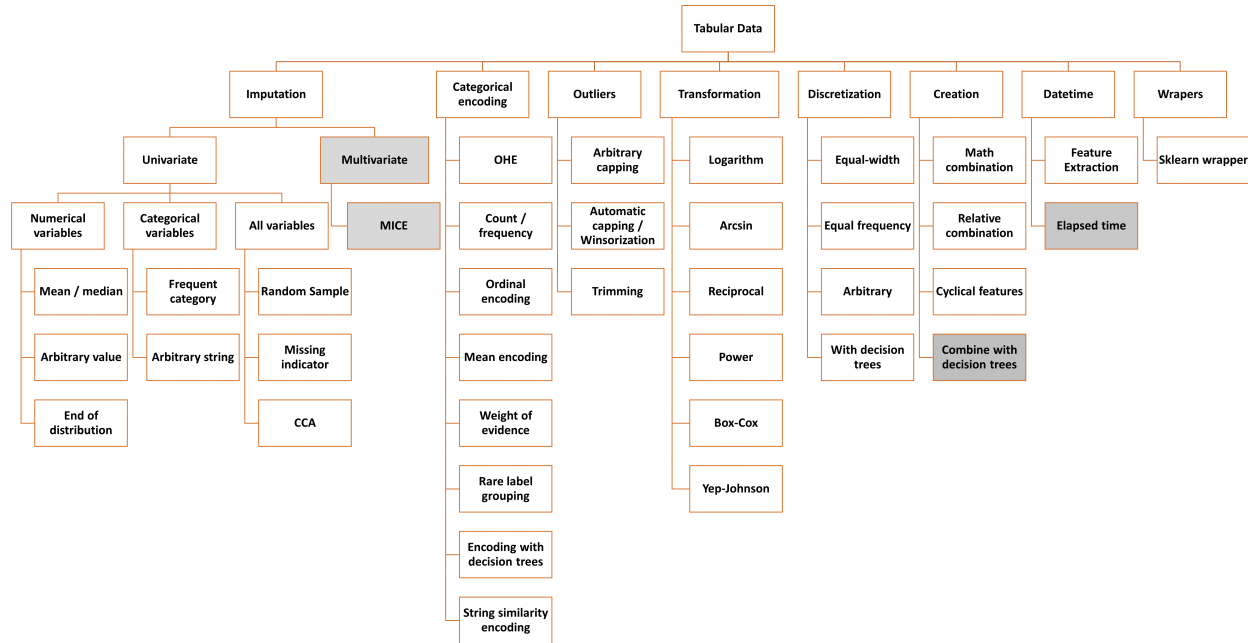 Tabular Data
Imputation
Categorical
encoding
Outliers
Transformation
Discretization
Creation
Datetime
Wrapers
Univariate
Multivariate
OHE
Arbitrary
capping
Logarithm
Equal-width
Math
combination
Feature
Extraction
Sklearn wrapper
Numerical
variables
Categorical
variables
All variables
MICE
Count /
frequency
Automatic
capping /
Winsorization
Arcsin
Equal frequency
Relative
combination
Elapsed time
Mean / median
Frequent
category
Random Sample
Ordinal
encoding
Trimming
Reciprocal
Arbitrary
Cyclical features
Arbitrary value
Arbitrary string
Missing
indicator
Mean encoding
Power
With decision
trees
Combine with
decision trees
End of
distribution
CCA
Weight of
evidence
Box-Cox
Rare label
grouping
Yep-Johnson
Encoding with
decision trees
String similarity
encoding